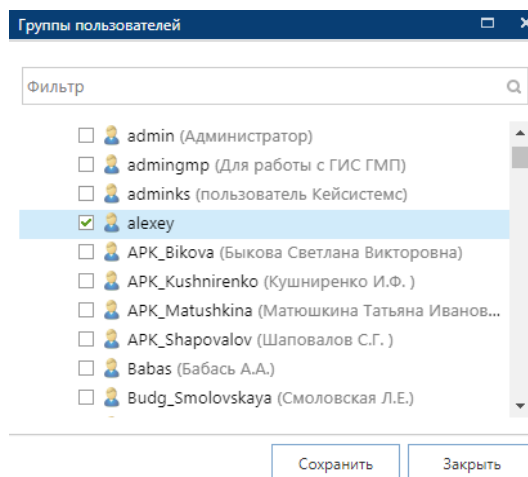 Группы пользователей
Фильтр
admin (Администратор)
admingmp (Для работы с ГИС ГМП)
adminks (пользователь Кейсистемс)
alexey
APK_Bikova (Быкова Светлана Викторовна)
APK_Kushnirenko (Кушниренко И.Ф. )
APK_Matushkina (Матюшкина Татьяна Иванов...
APK_Shapovalov (Шаповалов С.Г. )
Babas (Бабась А.А.)
Budg_Smolovskaya (Смоловская Л.Е.)
Сохранить Закрыть